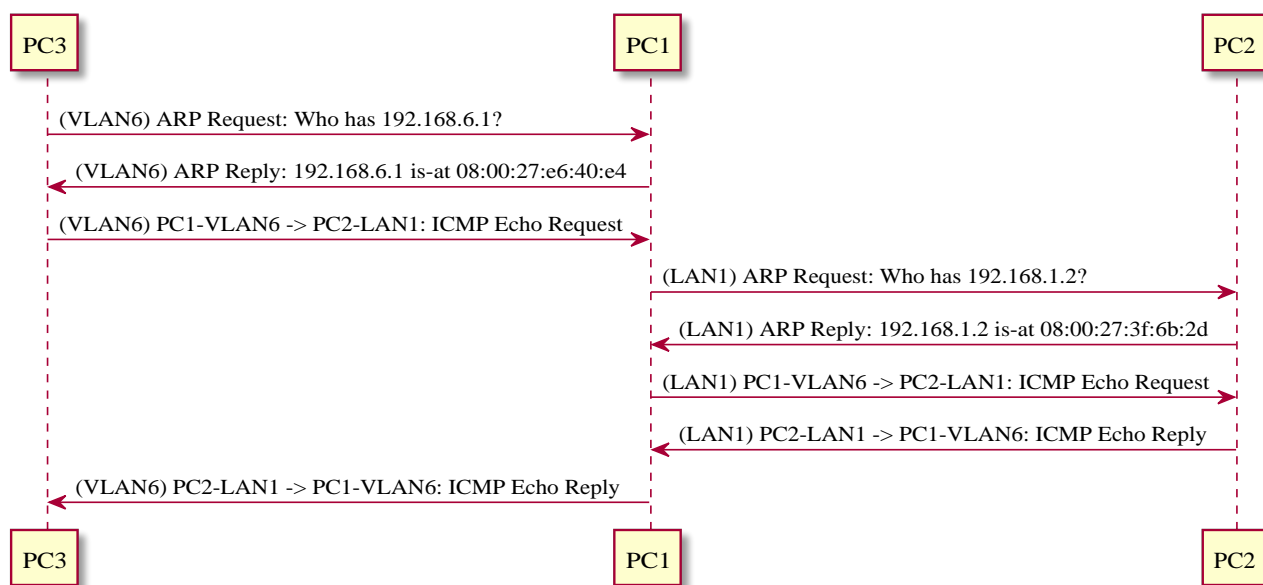 PC3 PC1 PC2
(VLAN6) ARP Request: Who has 192.168.6.1?
(VLAN6) ARP Reply: 192.168.6.1 is-at 08:00:27:e6:40:e4
(VLAN6) PC1-VLAN6 -> PC2-LAN1: ICMP Echo Request
(LAN1) ARP Request: Who has 192.168.1.2?
(LAN1) ARP Reply: 192.168.1.2 is-at 08:00:27:3f:6b:2d
(LAN1) PC1-VLAN6 -> PC2-LAN1: ICMP Echo Request
(LAN1) PC2-LAN1 -> PC1-VLAN6: ICMP Echo Reply
(VLAN6) PC2-LAN1 -> PC1-VLAN6: ICMP Echo Reply
PC3 PC1 PC2